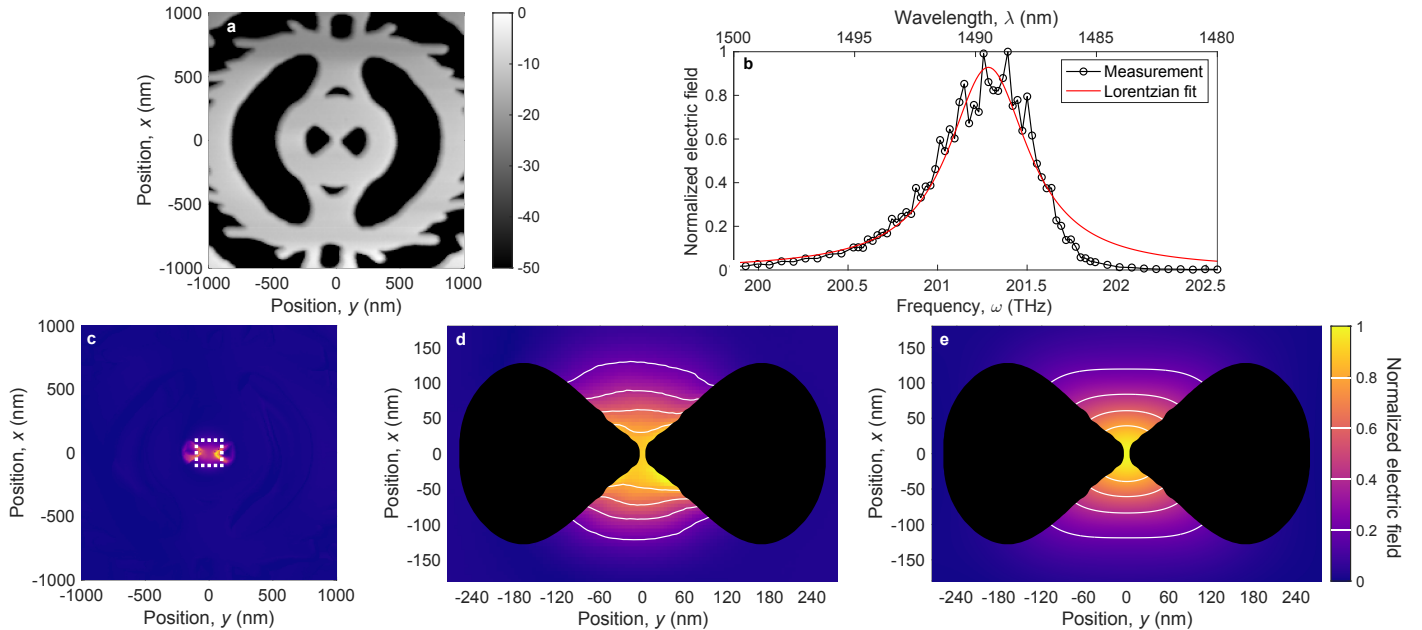 a
1000
500
0
-500
-1000
Position, x (nm)
-1000 -500 0 500 1000
Position, y (nm)
0
-10
-20
-30
-40
-50
Wavelength, λ (nm)
1500 1495 1490 1485 1480
b
Measurement
Lorentzian fit
1
0.8
0.6
0.4
0.2
0
Normalized electric field
200 200.5 201 201.5 202 202.5
Frequency, ω (THz)
c
1000
500
0
-500
-1000
Position, x (nm)
-1000 -500 0 500 1000
Position, y (nm)
d
150
100
50
0
-50
-100
-150
Position, x (nm)
-240 -180 -120 -60 0 60 120 180 240
Position, y (nm)
e
150
100
50
0
-50
-100
-150
Position, x (nm)
-240 -180 -120 -60 0 60 120 180 240
Position, y (nm)
1
0.8
0.6
0.4
0.2
0
Normalized electric field